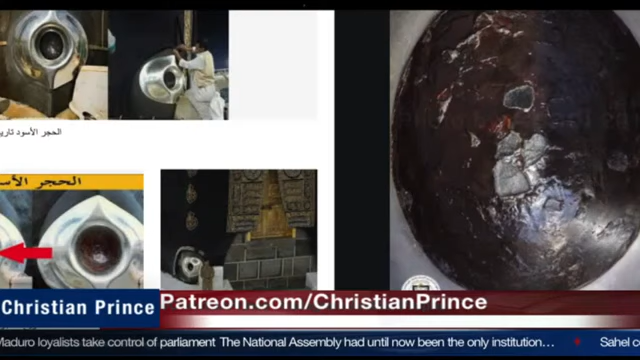 الحجر الأسود تاري
الحجر الأس
Christian Prince
Patreon.com/ChristianPrince
Maduro loyalists take control of parliament The National Assembly had until now been the only institution… • Sahel c